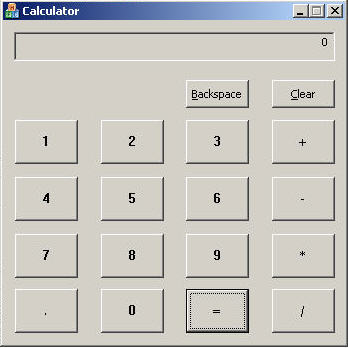 Calculator
0
Backspace Clear
1 2 3 +
4 5 6 -
7 8 9 *
. 0 = /